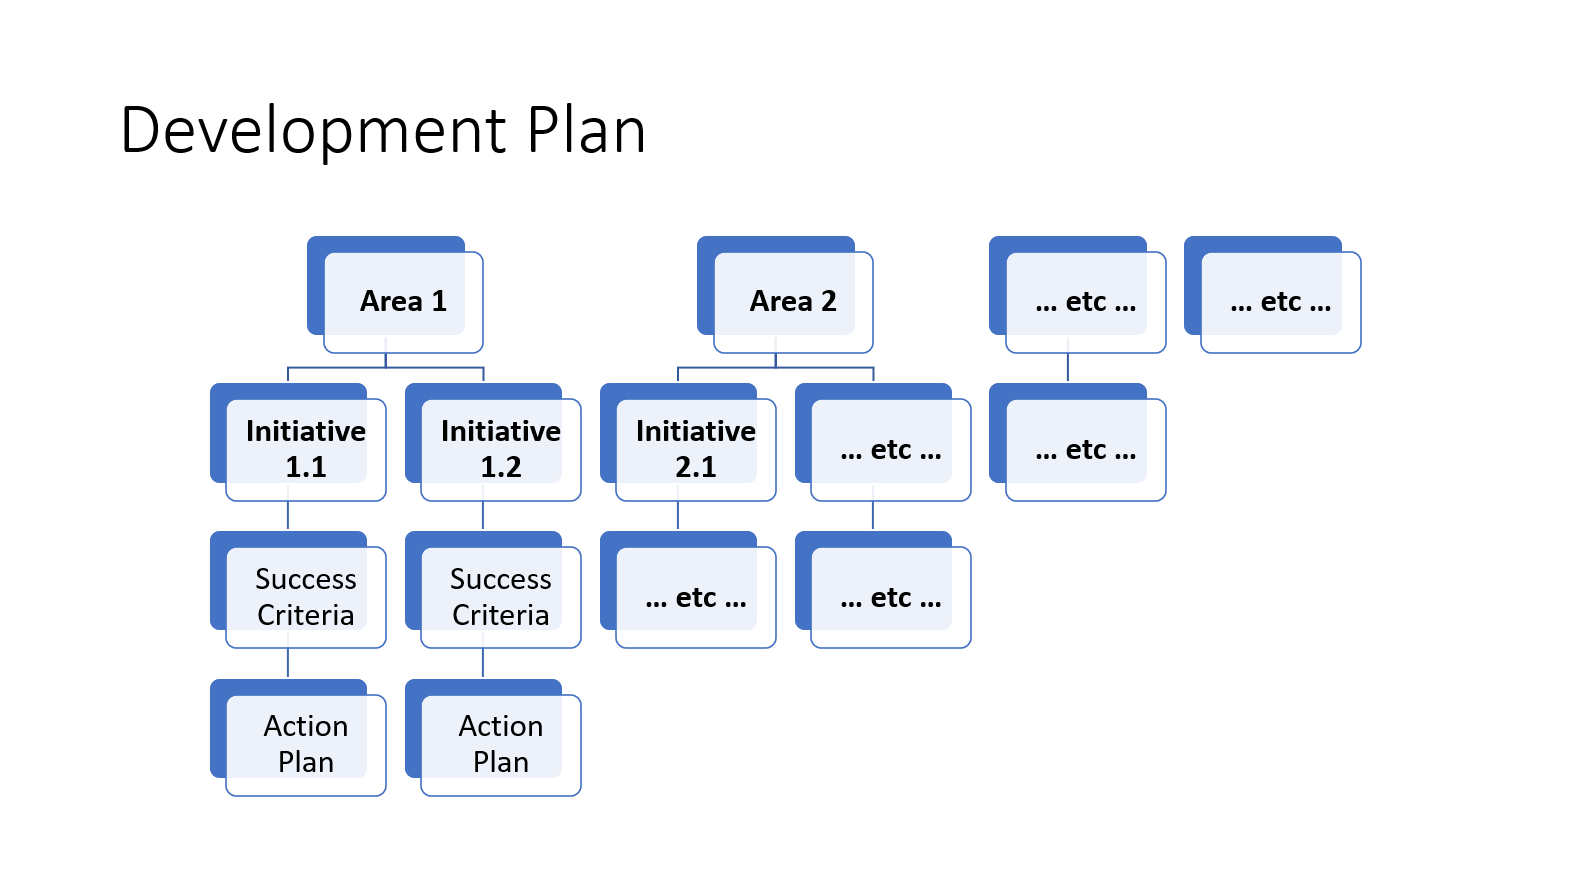 Development Plan
Area 1
Area 2
... etc ...
... etc ...
Initiative
1.1
Initiative
1.2
Initiative
2.1
... etc ...
... etc ...
Success
Criteria
Success
Criteria
... etc ...
... etc ...
Action
Plan
Action
Plan